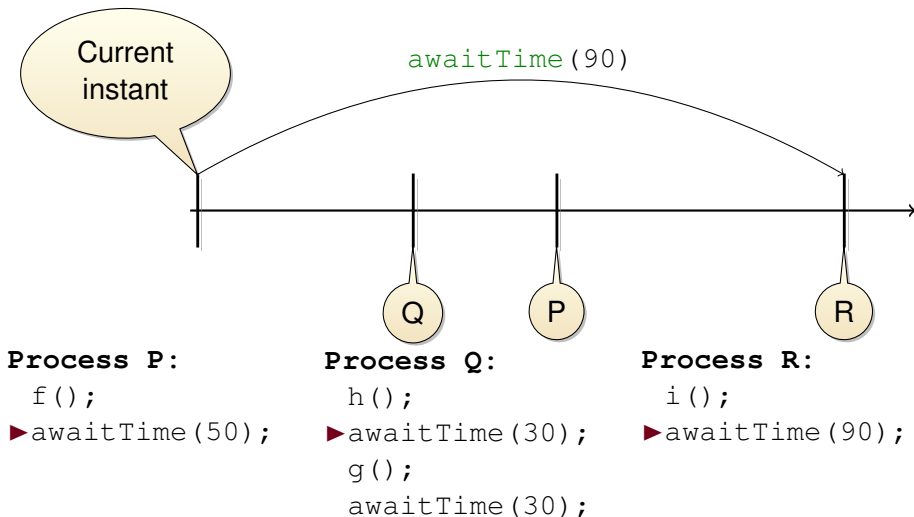 Current
instant
awaitTime(90)
Q
P
R
Process P:
f();
▶awaitTime(50);
Process Q:
h();
▶awaitTime(30);
g();
awaitTime(30);
Process R:
i();
▶awaitTime(90);